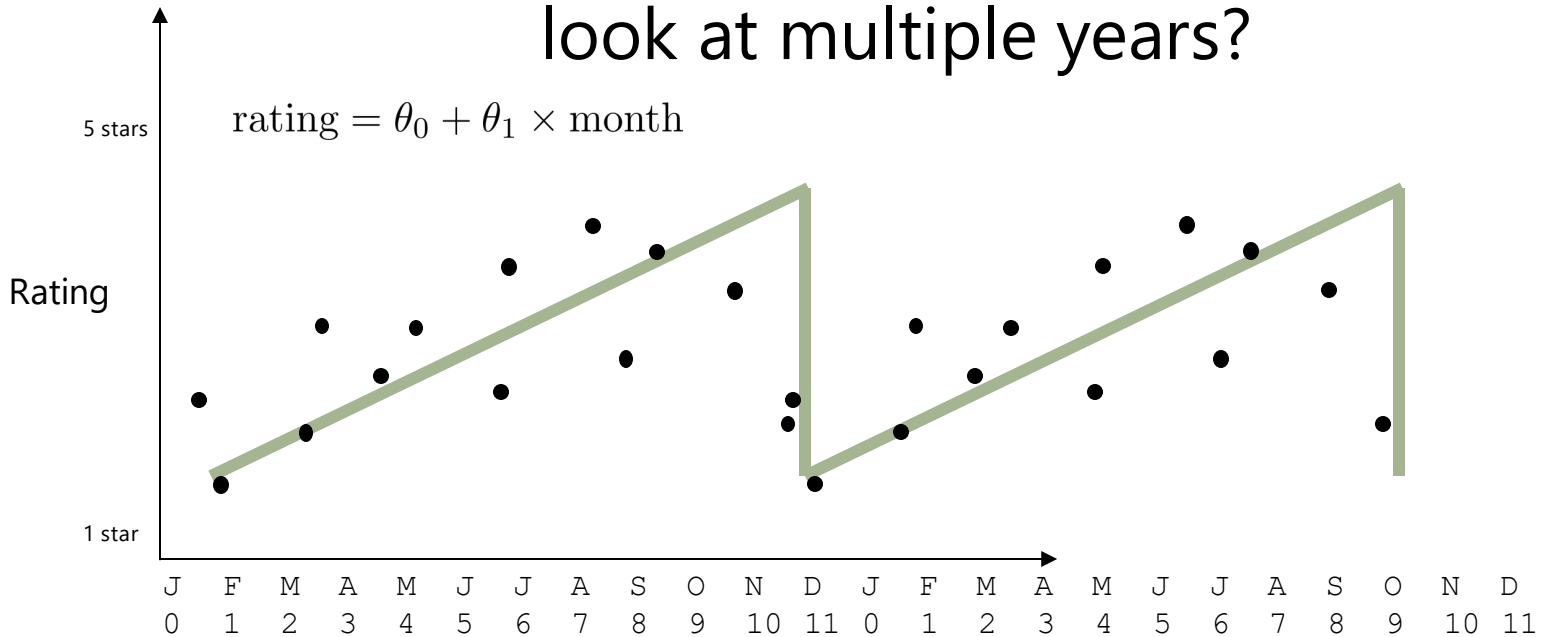 look at multiple years?
5 stars
rating = θ₀ + θ₁ × month
Rating
1 star
J F M A M J J A S O N D J F M A M J J A S O N D
0 1 2 3 4 5 6 7 8 9 10 11 0 1 2 3 4 5 6 7 8 9 10 11